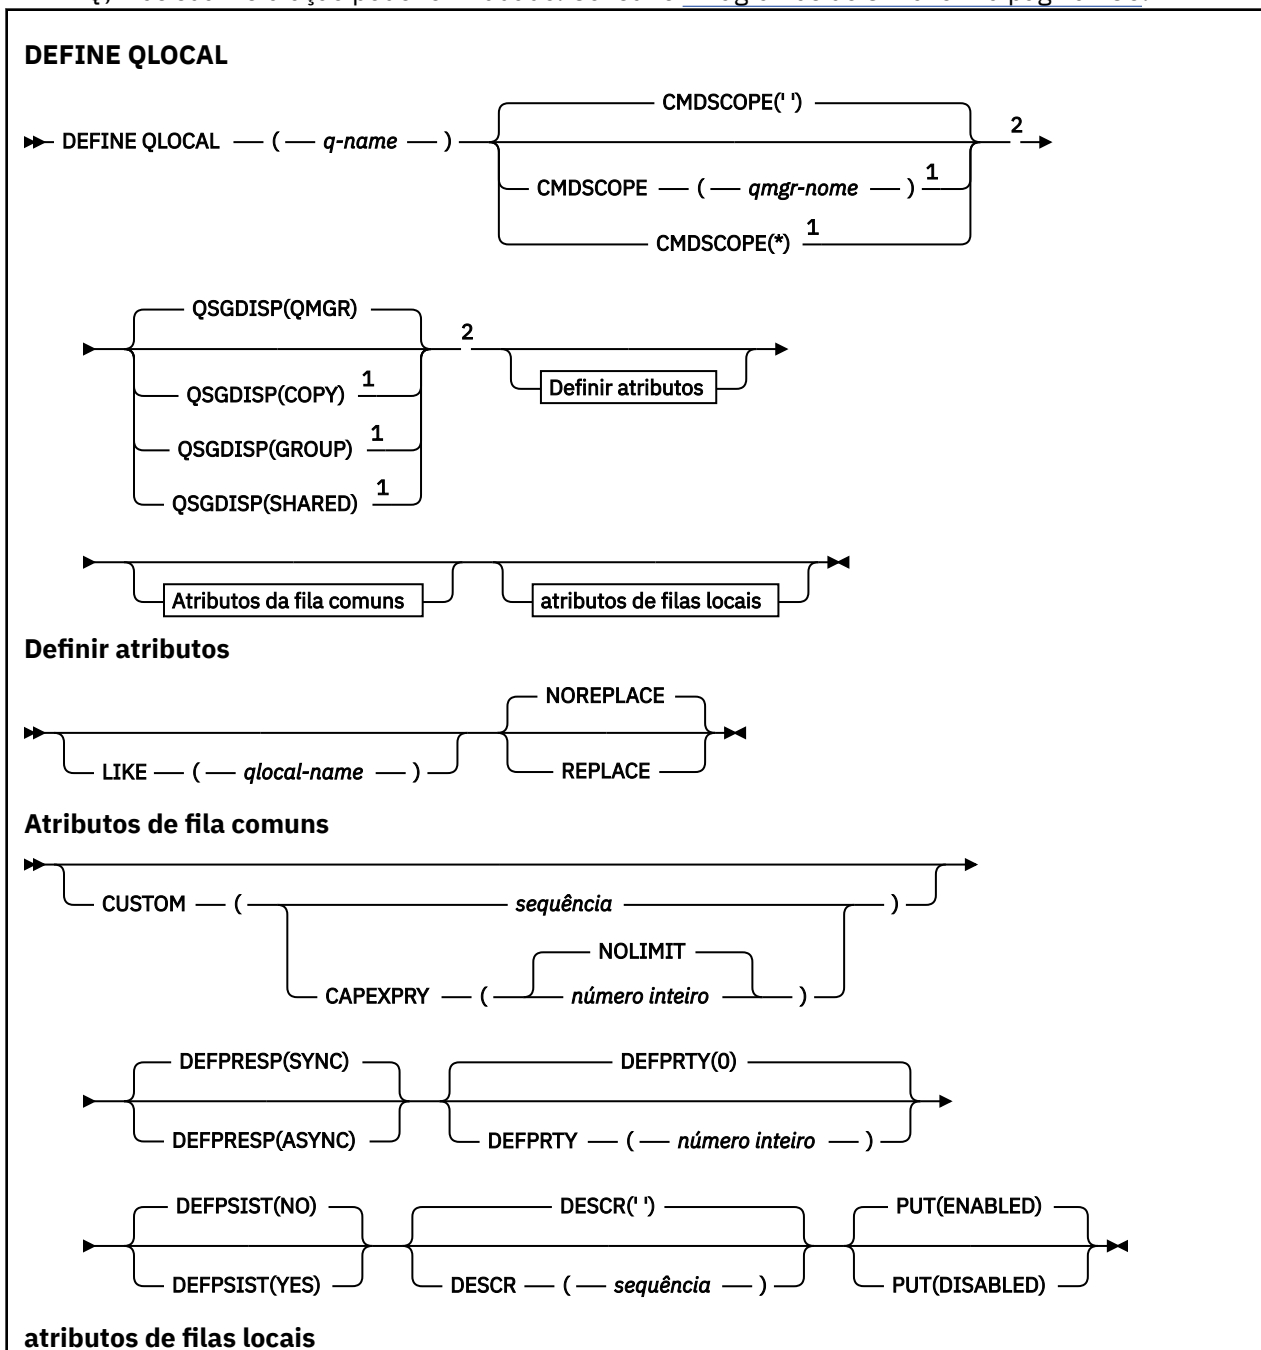 DEFINE QLOCAL
CMDSCOPE(' ')
DEFINE QLOCAL ( q-name ) 2
CMDSCOPE ( qmgr-nome ) 1
CMDSCOPE(*) 1
QSGDISP(QMGR)
2
QSGDISP(COPY) 1 Definir atributos
QSGDISP(GROUP) 1
QSGDISP(SHARED) 1
Atributos da fila comuns atributos de filas locais
Definir atributos
NOREPLACE
LIKE ( qlocal-name ) REPLACE
Atributos de fila comuns
CUSTOM ( sequência )
NOLIMIT
CAPEXPRY ( número inteiro )
DEFPRESP(SYNC) DEFPRTY(0)
DEFPRESP(ASYNC) DEFPRTY ( número inteiro )
DEFPSIST(NO) DESCR(' ') PUT(ENABLED)
DEFPSIST(YES) DESCR ( sequência ) PUT(DISABLED)
atributos de filas locais